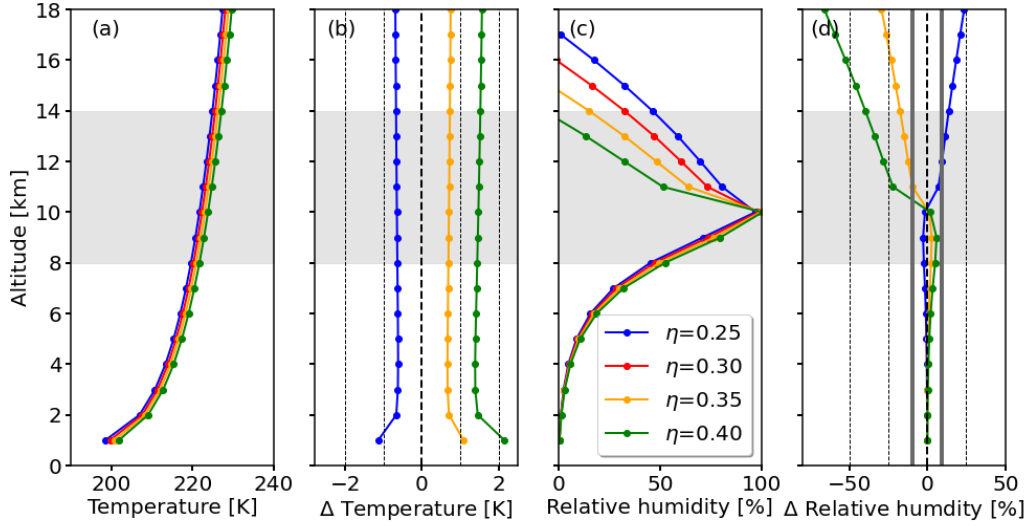 (a)
(b)
(c)
(d)
Altitude [km]
18
16
14
12
10
8
6
4
2
0
200
220
240
Temperature [K]
−2
0
2
Δ Temperature [K]
η=0.25
η=0.30
η=0.35
η=0.40
0
50
100
Relative humidity [%]
−50
0
50
Δ Relative humdity [%]